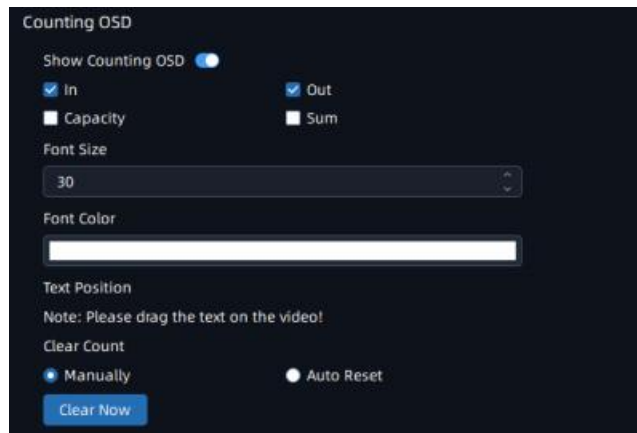 Counting OSD
Show Counting OSD
In Out
Capacity Sum
Font Size
30
Font Color
Text Position
Note: Please drag the text on the video!
Clear Count
Manually Auto Reset
Clear Now